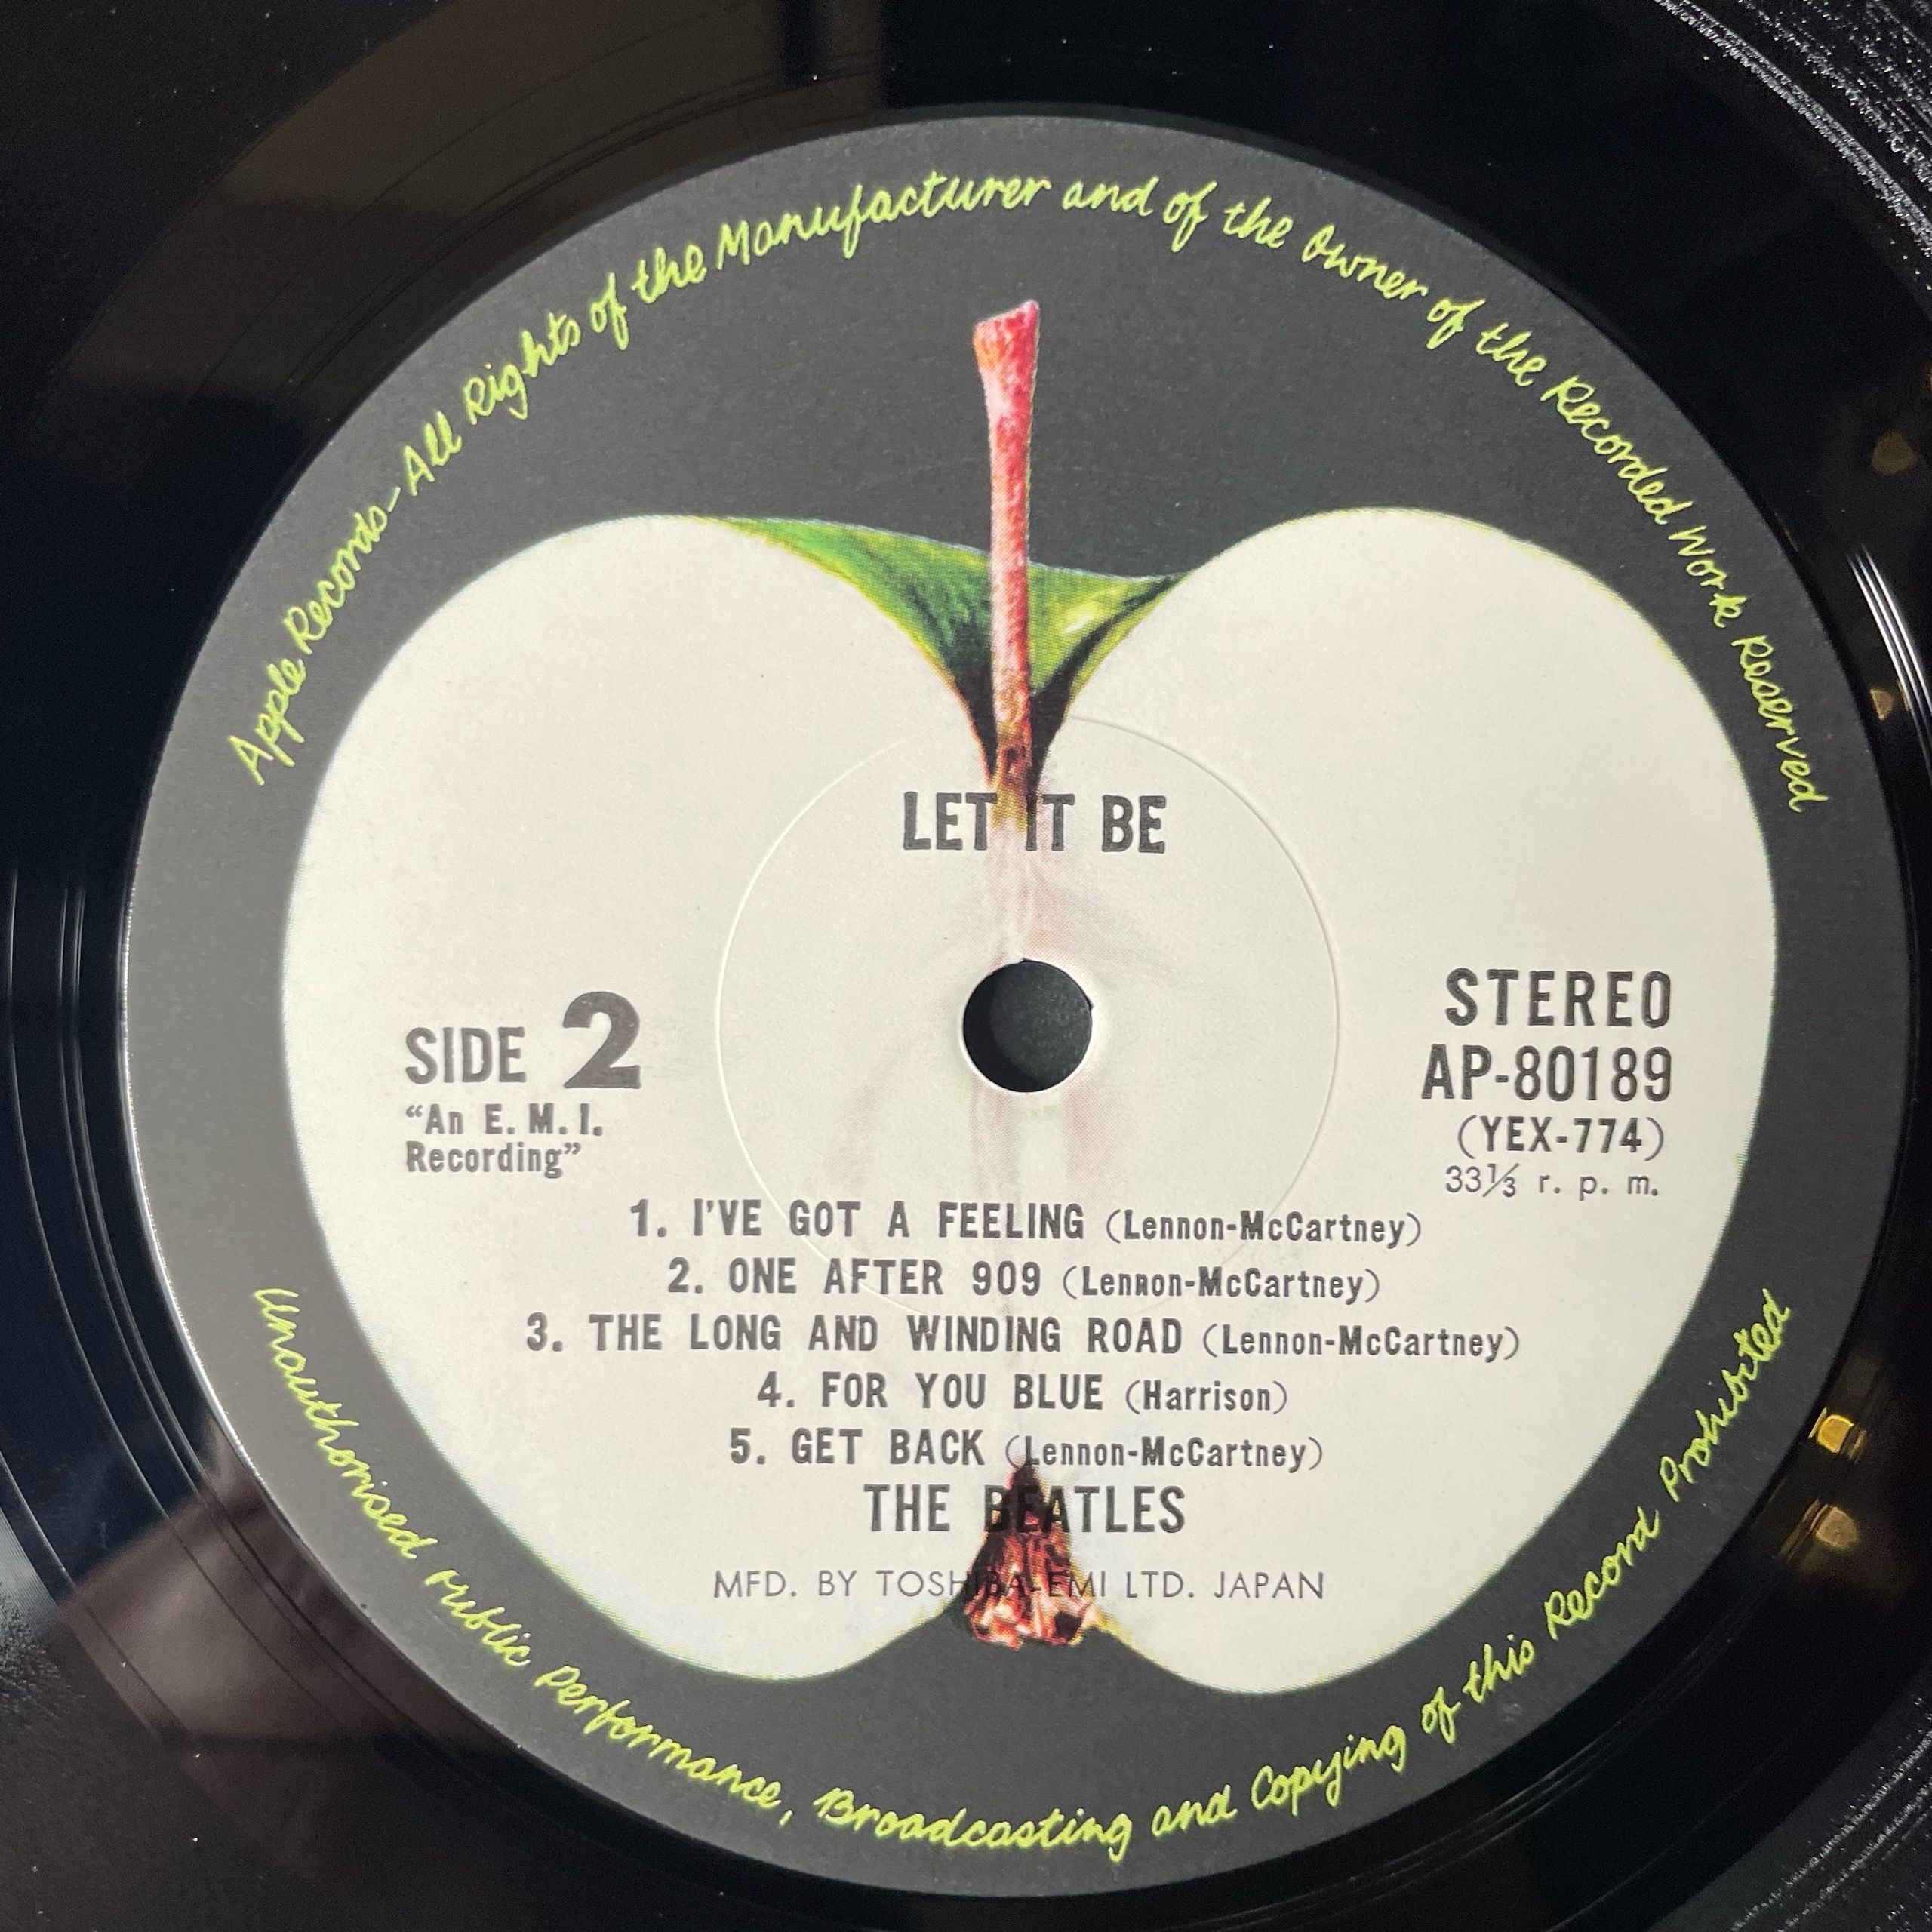 Apple Records-All Rights of the Manufacturer and of the Owner of the Recorded Work Reserved
LET IT BE
SIDE 2
"An E. M. I.
Recording"
STEREO
AP-80189
(YEX-774)
33⅓ r. p. m.
1. I'VE GOT A FEELING (Lennon-McCartney)
2. ONE AFTER 909 (Lennon-McCartney)
3. THE LONG AND WINDING ROAD (Lennon-McCartney)
4. FOR YOU BLUE (Harrison)
5. GET BACK (Lennon-McCartney)
THE BEATLES
MFD. BY TOSHIBA-EMI LTD. JAPAN
Unauthorised Public Performance, Broadcasting and Copying of this Record Prohibited